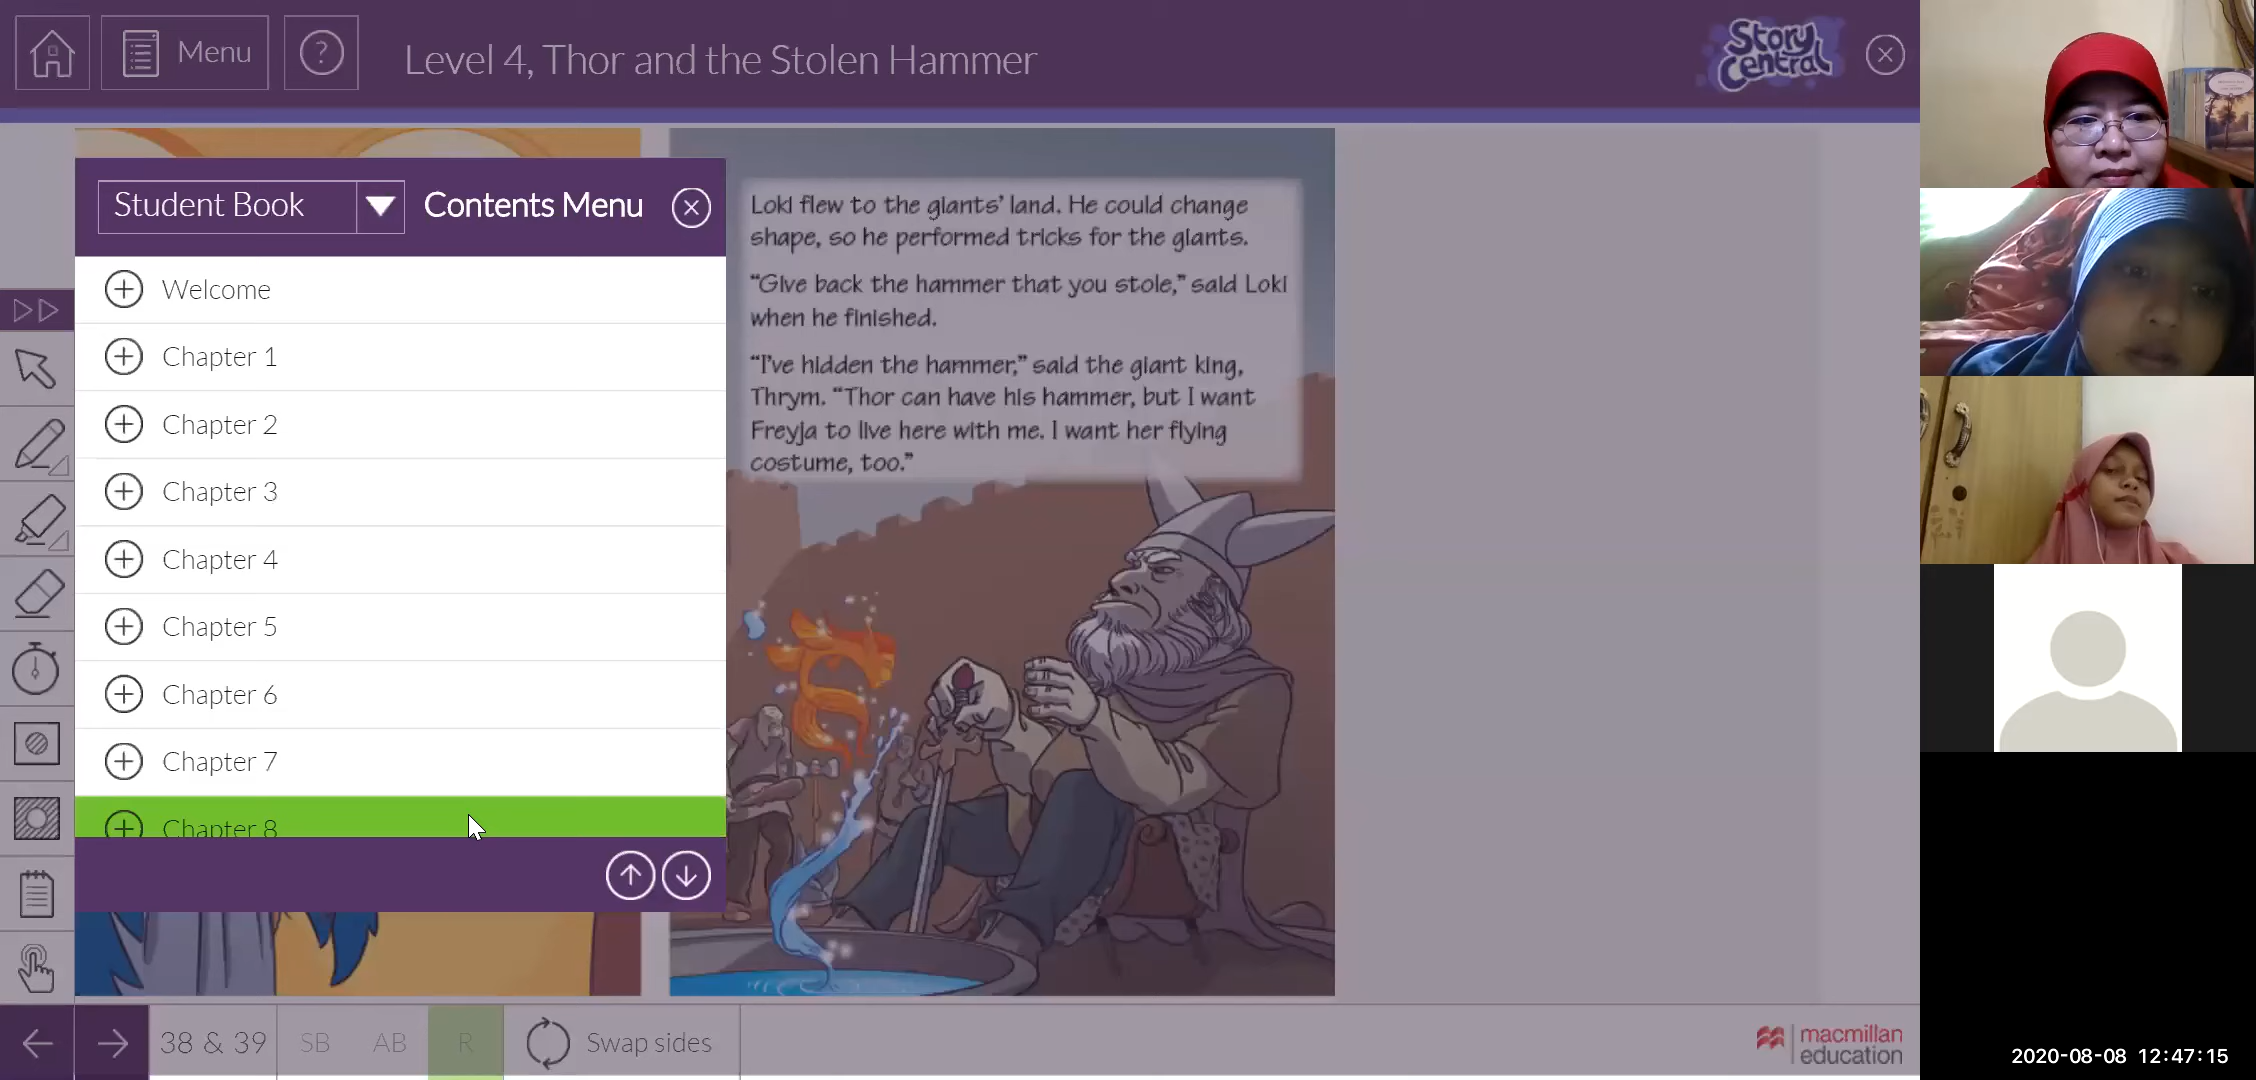 Menu
?
Level 4, Thor and the Stolen Hammer
Story
Central
Student Book
Contents Menu
Welcome
Chapter 1
Chapter 2
Chapter 3
Chapter 4
Chapter 5
Chapter 6
Chapter 7
Chapter 8
Loki flew to the giants' land. He could change
shape, so he performed tricks for the giants.
"Give back the hammer that you stole," said Loki
when he finished.
"I've hidden the hammer," said the giant king,
Thrym. "Thor can have his hammer, but I want
Freyja to live here with me. I want her flying
costume, too."
38 & 39
SB
AB
R
Swap sides
macmillan
education
2020-08-08 12:47:15